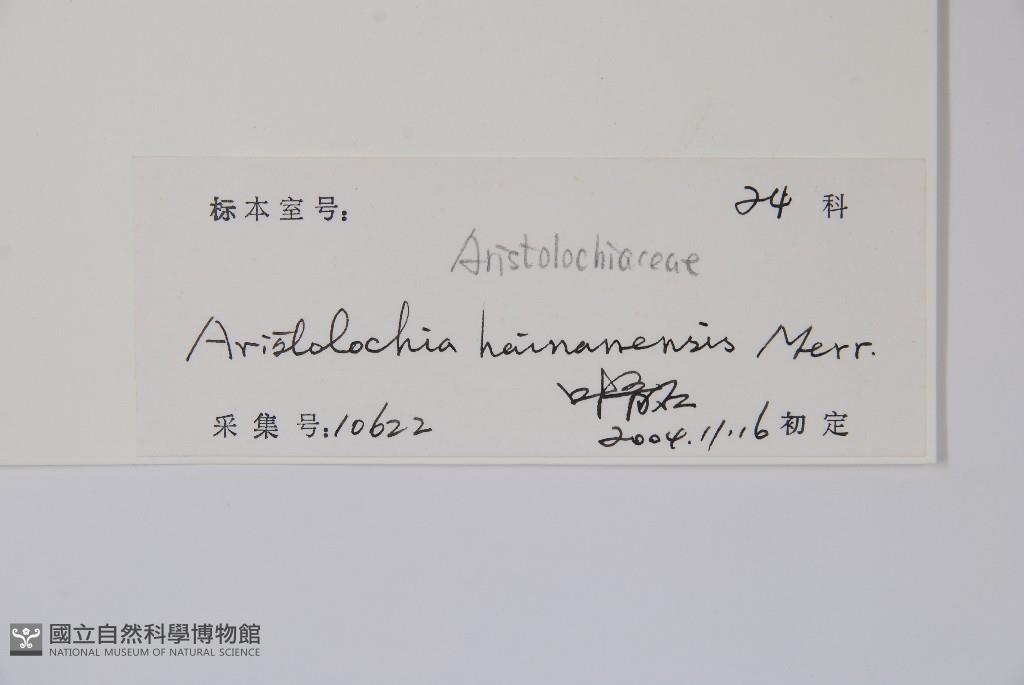 标本室号: 24 科
Aristolochiaceae
Aristolochia hainanensis Merr.
采集号: 10622 2004.11.16 初定
國立自然科學博物館
NATIONAL MUSEUM OF NATURAL SCIENCE